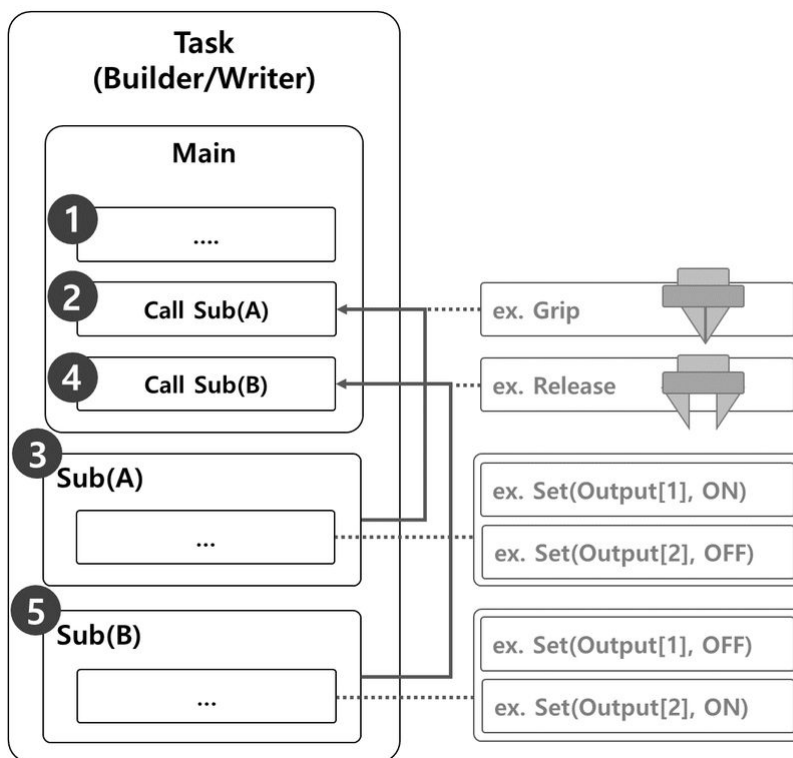 Task
(Builder/Writer)
Main
1
....
2
Call Sub(A)
ex. Grip
4
Call Sub(B)
ex. Release
3
Sub(A)
...
ex. Set(Output[1], ON)
ex. Set(Output[2], OFF)
5
Sub(B)
...
ex. Set(Output[1], OFF)
ex. Set(Output[2], ON)